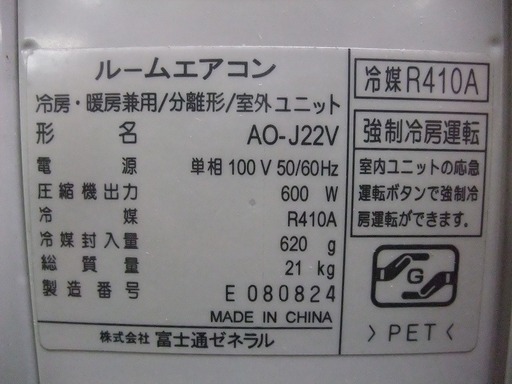 ルームエアコン
冷房・暖房兼用/分離形/室外ユニット
形 名 AO-J22V
電 源 単相 100 V 50/60Hz
圧縮機出力 600 W
冷 媒 R410A
冷媒封入量 620 g
総 質 量 21 kg
製造番号 E 080824
MADE IN CHINA
株式会社 富士通ゼネラル
冷媒R410A
強制冷房運転
室内ユニットの応急
運転ボタンで強制冷
房運転ができます。
G
>PET<